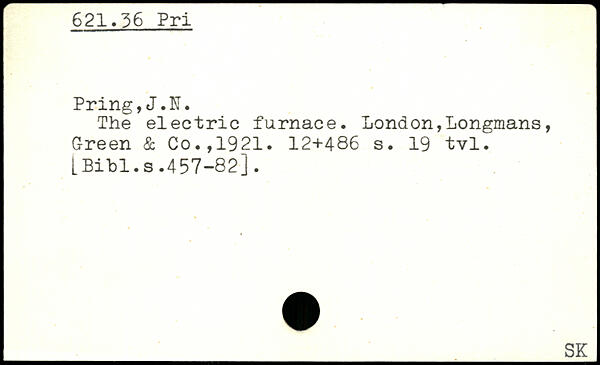 621.36 Pri
Pring,J.N.
The electric furnace. London,Longmans,
Green & Co.,1921. 12+486 s. 19 tvl.
[Bibl.s.457-82].
SK